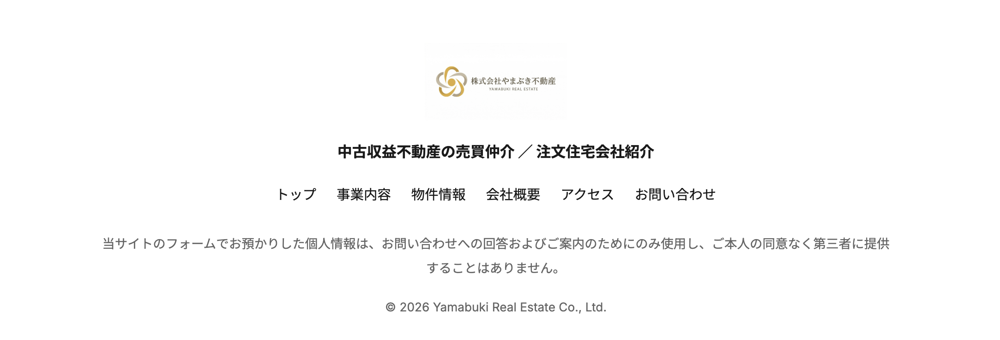 株式会社やまぶき不動産
YAMABUKI REAL ESTATE
中古収益不動産の売買仲介 ／ 注文住宅会社紹介
トップ 事業内容 物件情報 会社概要 アクセス お問い合わせ
当サイトのフォームでお預かりした個人情報は、お問い合わせへの回答およびご案内のためにのみ使用し、ご本人の同意なく第三者に提供
することはありません。
© 2026 Yamabuki Real Estate Co., Ltd.